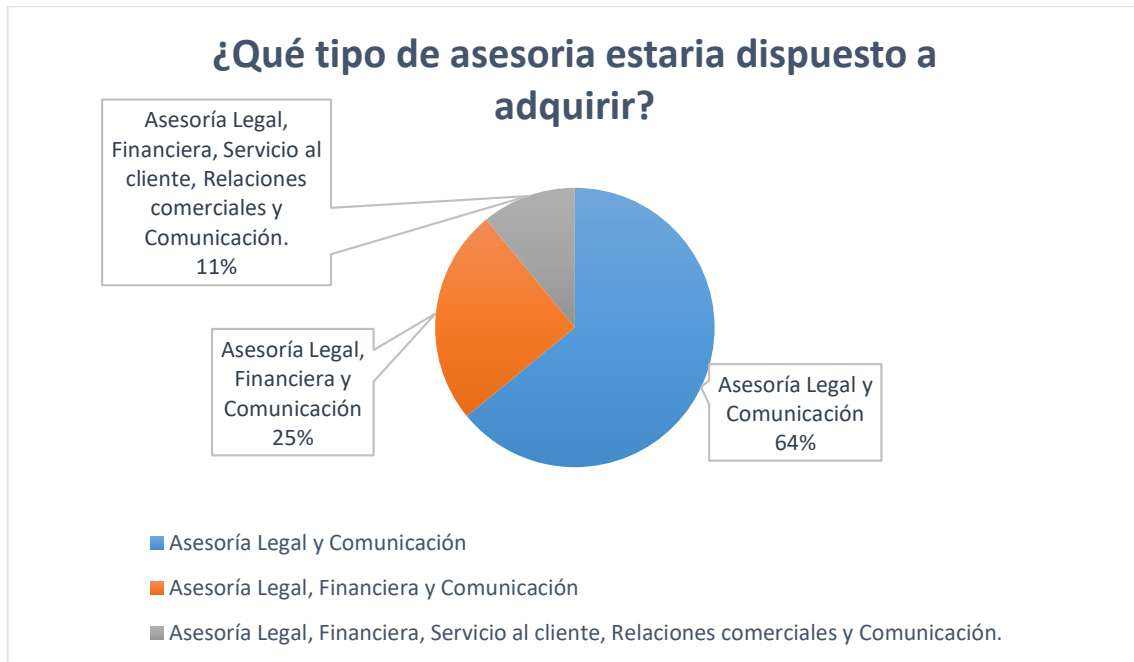 ¿Qué tipo de asesoria estaria dispuesto a
adquirir?
Asesoría Legal,
Financiera, Servicio al
cliente, Relaciones
comerciales y
Comunicación.
11%
Asesoría Legal,
Financiera y
Comunicación
25%
Asesoría Legal y
Comunicación
64%
Asesoría Legal y Comunicación
Asesoría Legal, Financiera y Comunicación
Asesoría Legal, Financiera, Servicio al cliente, Relaciones comerciales y Comunicación.